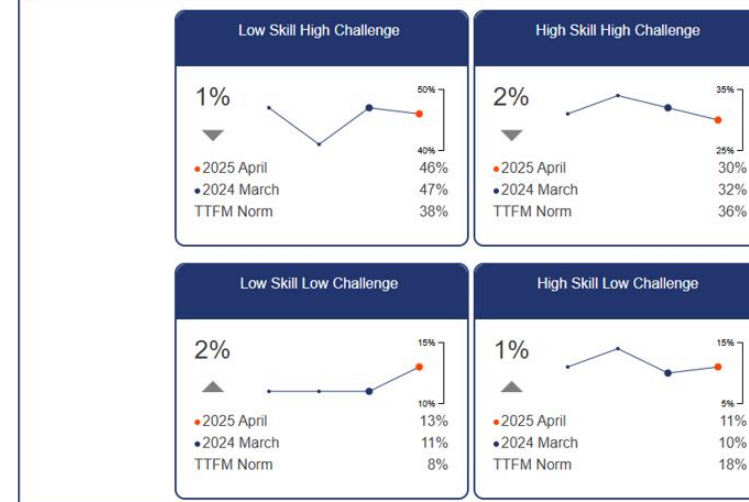 Low Skill High Challenge
1%
50%
40%
2025 April 46%
2024 March 47%
TTFM Norm 38%
High Skill High Challenge
2%
35%
25%
2025 April 30%
2024 March 32%
TTFM Norm 36%
Low Skill Low Challenge
2%
15%
10%
2025 April 13%
2024 March 11%
TTFM Norm 8%
High Skill Low Challenge
1%
15%
5%
2025 April 11%
2024 March 10%
TTFM Norm 18%